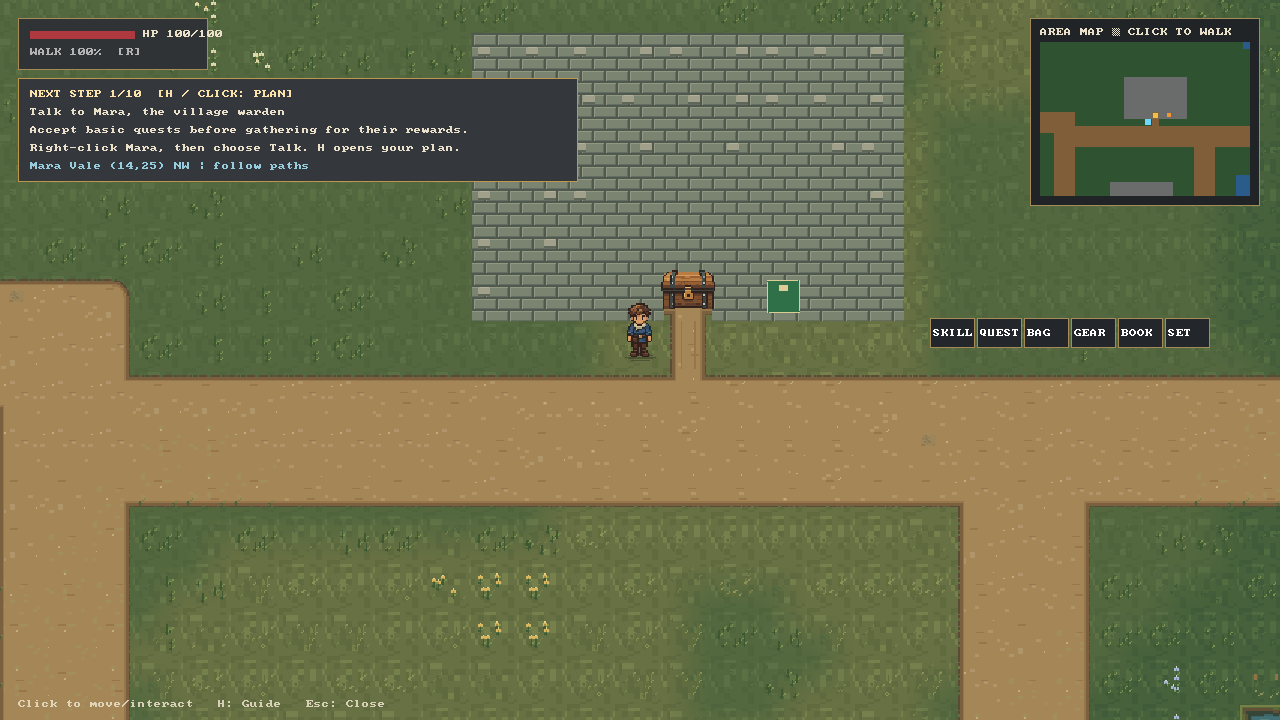 HP 100/100
WALK 100% [R]
NEXT STEP 1/10 [H / CLICK: PLAN]
Talk to Mara, the village warden
Accept basic quests before gathering for their rewards.
Right-click Mara, then choose Talk. H opens your plan.
Mara Vale (14,25) NW ¦ follow paths
AREA MAP ▒ CLICK TO WALK
SKILL QUEST BAG GEAR BOOK SET
Click to move/interact H: Guide Esc: Close